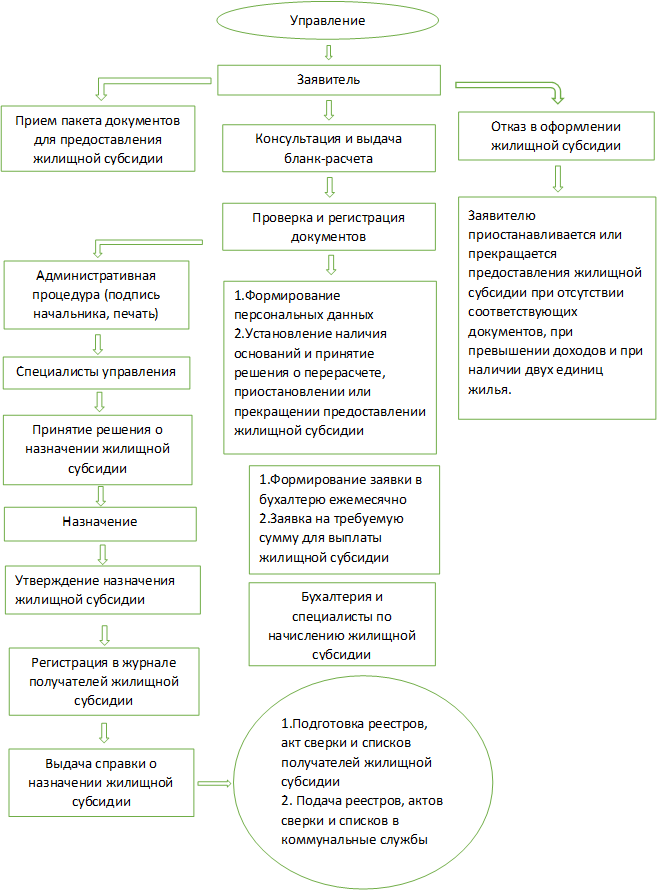 Управление
Заявитель
Прием пакета документов
для предоставления
жилищной субсидии
Консультация и выдача
бланк-расчета
Отказ в оформлении
жилищной субсидии
Проверка и регистрация
документов
Заявителю
приостанавливается или
прекращается
предоставления жилищной
субсидии при отсутствии
соответствующих
документов, при
превышении доходов и при
наличии двух единиц
жилья.
Административная
процедура (подпись
начальника, печать)
1.Формирование
персональных данных
2.Установление наличия
оснований и принятие
решения о перерасчете,
приостановлении или
прекращении предоставлении
жилищной субсидии
Специалисты управления
Принятие решения о
назначении жилищной
субсидии
1.Формирование заявки в
бухгалтерю ежемесячно
2.Заявка на требуемую
сумму для выплаты
жилищной субсидии
Назначение
Утверждение назначения
жилищной субсидии
Бухгалтерия и
специалисты по
начислению жилищной
субсидии
Регистрация в журнале
получателей жилищной
субсидии
Выдача справки о
назначении жилищной
субсидии
1.Подготовка реестров,
акт сверки и списков
получателей жилищной
субсидии
2. Подача реестров, актов
сверки и списков в
коммунальные службы